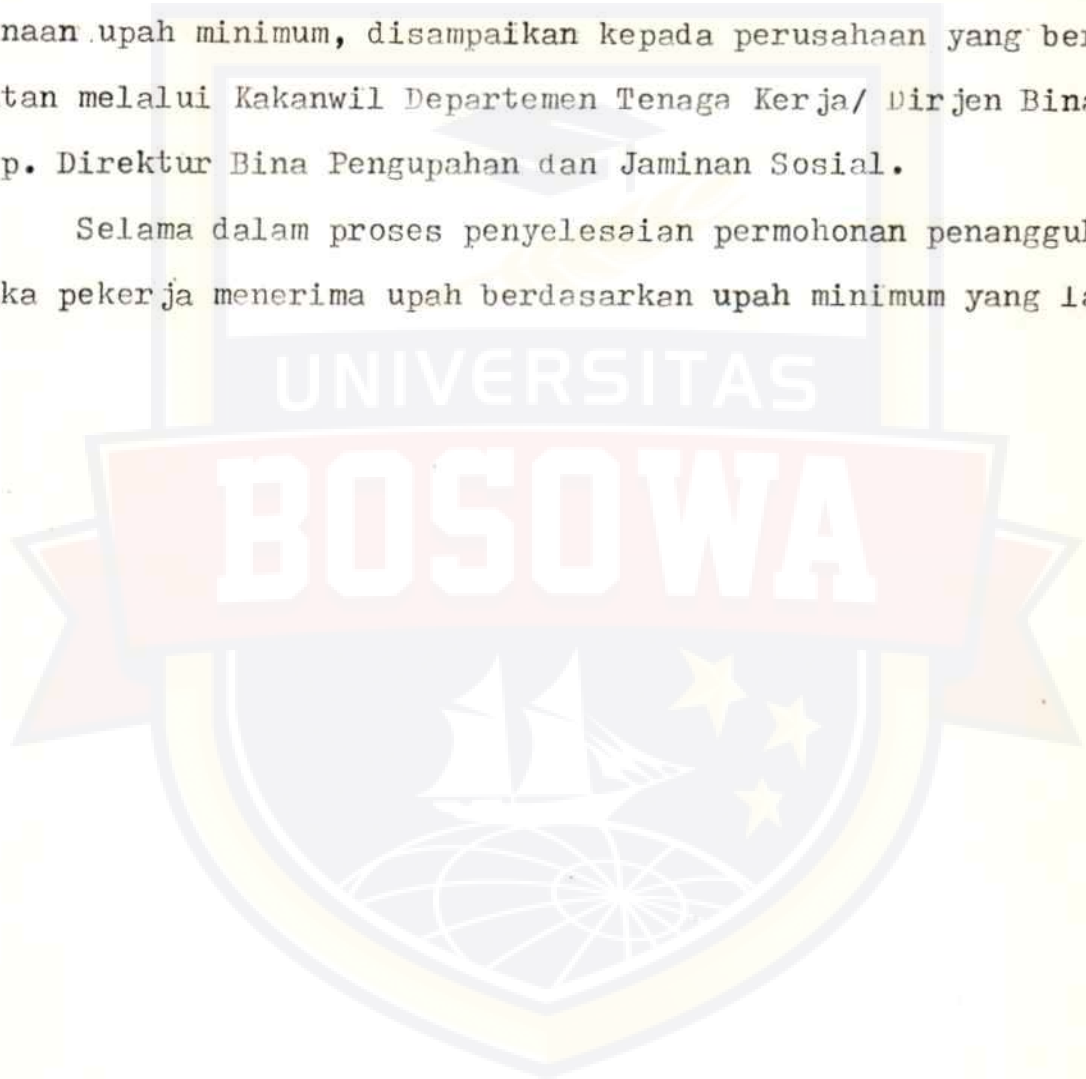 naan upah minimum, disampaikan kepada perusahaan yang ber
tan melalui Kakanwil Departemen Tenaga Kerja/ Dirjen Bina
p. Direktur Bina Pengupahan dan Jaminan Sosial.
Selama dalam proses penyelesaian permohonan penanggul
ka pekerja menerima upah berdasarkan upah minimum yang la
UNIVERSITAS
BOSOWA